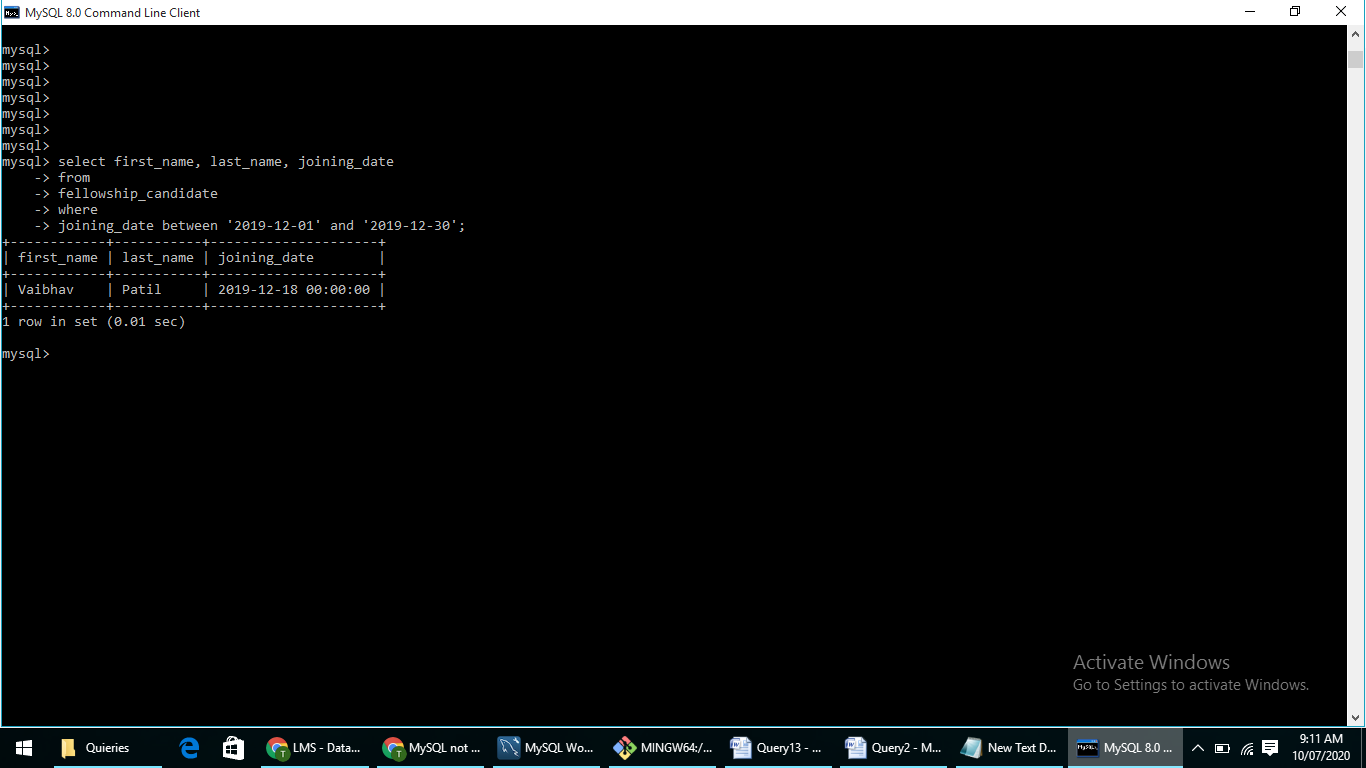 MySQL 8.0 Command Line Client
mysql>
mysql>
mysql>
mysql>
mysql>
mysql>
mysql>
mysql> select first_name, last_name, joining_date
    -> from
    -> fellowship_candidate
    -> where
    -> joining_date between '2019-12-01' and '2019-12-30';
+------------+-----------+---------------------+
| first_name | last_name | joining_date        |
+------------+-----------+---------------------+
| Vaibhav    | Patil     | 2019-12-18 00:00:00 |
+------------+-----------+---------------------+
1 row in set (0.01 sec)
mysql>
Activate Windows
Go to Settings to activate Windows.
Quieries
LMS - Data...
MySQL not ...
MySQL Wo...
MINGW64:/...
Query13 - ...
Query2 - M...
New Text D...
MySQL 8.0 ...
9:11 AM
10/07/2020